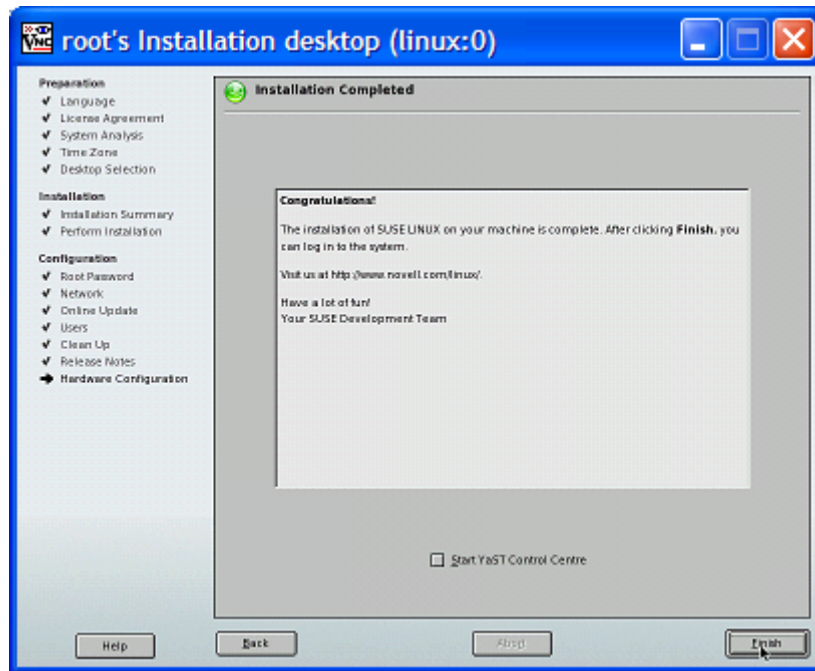 VNC root's Installation desktop (linux:0)
Preparation
Language
License Agreement
System Analysis
Time Zone
Desktop Selection
Installation
Installation Summary
Perform Installation
Configuration
Root Password
Network
Online Update
Users
Clean Up
Release Notes
Hardware Configuration
Installation Completed
Congratulations!
The installation of SUSE LINUX on your machine is complete. After clicking Finish, you
can log in to the system.
Visit us at http://www.novell.com/linux/.
Have a lot of fun!
Your SUSE Development Team
Start YaST Control Centre
Help
Back
Abort
Finish